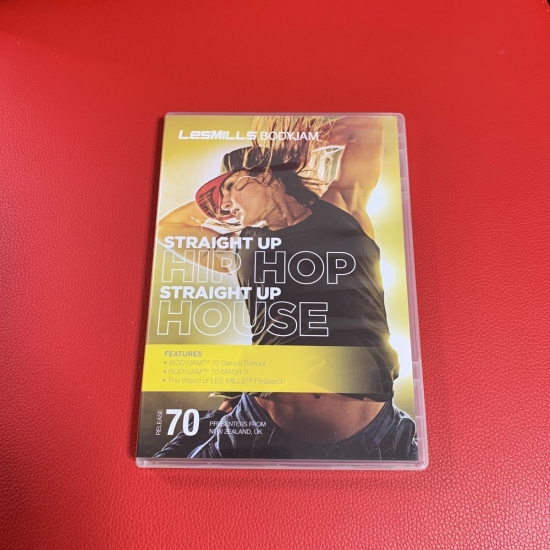 LesMILLS BODYJAM
STRAIGHT UP
HIP HOP
STRAIGHT UP
HOUSE
FEATURES
• BODYJAM™ 70 Dance School
• BODYJAM™ 70 MASH IT
• The World of LES MILLS™ Research
RELEASE 70
PRESENTERS FROM
NEW ZEALAND, UK